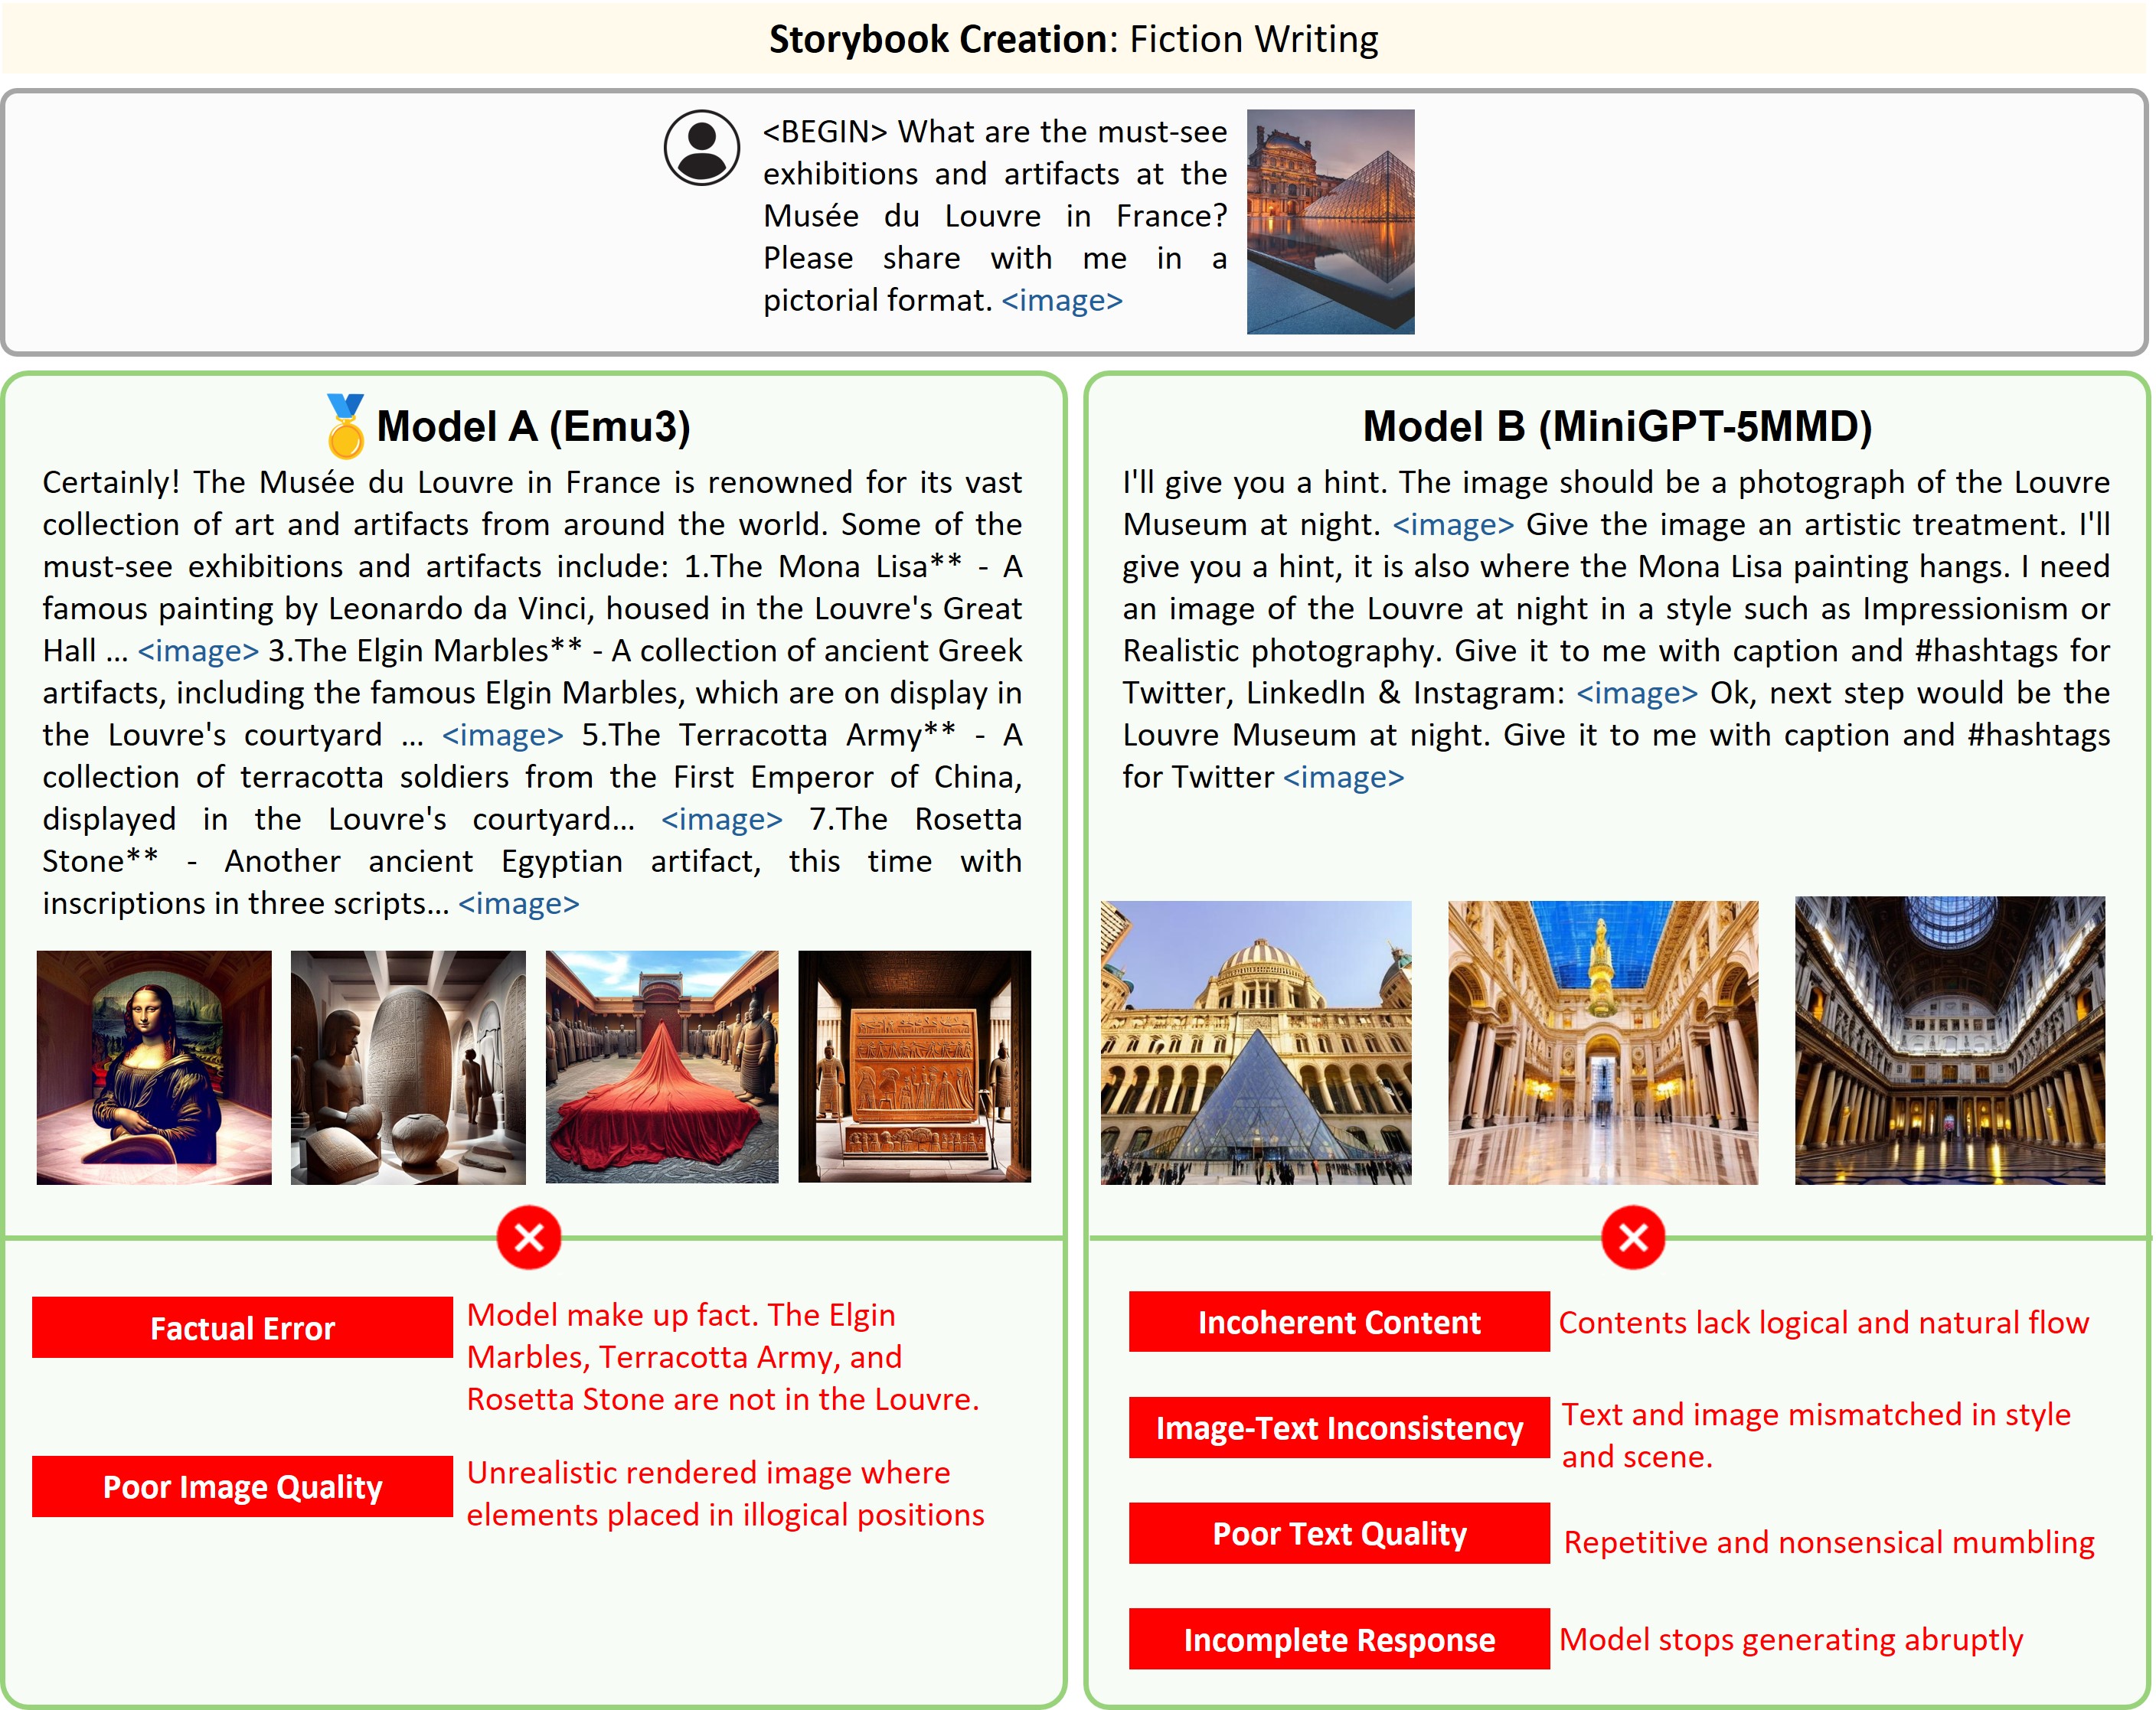 Storybook Creation: Fiction Writing
<BEGIN> What are the must-see
exhibitions and artifacts at the
Musée du Louvre in France?
Please share with me in a
pictorial format. <image>
Model A (Emu3)
Certainly! The Musée du Louvre in France is renowned for its vast
collection of art and artifacts from around the world. Some of the
must-see exhibitions and artifacts include: 1.The Mona Lisa** - A
famous painting by Leonardo da Vinci, housed in the Louvre's Great
Hall ... <image> 3.The Elgin Marbles** - A collection of ancient Greek
artifacts, including the famous Elgin Marbles, which are on display in
the Louvre's courtyard ... <image> 5.The Terracotta Army** - A
collection of terracotta soldiers from the First Emperor of China,
displayed in the Louvre's courtyard... <image> 7.The Rosetta
Stone** - Another ancient Egyptian artifact, this time with
inscriptions in three scripts... <image>
Factual Error
Model make up fact. The Elgin
Marbles, Terracotta Army, and
Rosetta Stone are not in the Louvre.
Poor Image Quality
Unrealistic rendered image where
elements placed in illogical positions
Model B (MiniGPT-5MMD)
I'll give you a hint. The image should be a photograph of the Louvre
Museum at night. <image> Give the image an artistic treatment. I'll
give you a hint, it is also where the Mona Lisa painting hangs. I need
an image of the Louvre at night in a style such as Impressionism or
Realistic photography. Give it to me with caption and #hashtags for
Twitter, LinkedIn & Instagram: <image> Ok, next step would be the
Louvre Museum at night. Give it to me with caption and #hashtags
for Twitter <image>
Incoherent Content
Contents lack logical and natural flow
Image-Text Inconsistency
Text and image mismatched in style
and scene.
Poor Text Quality
Repetitive and nonsensical mumbling
Incomplete Response
Model stops generating abruptly